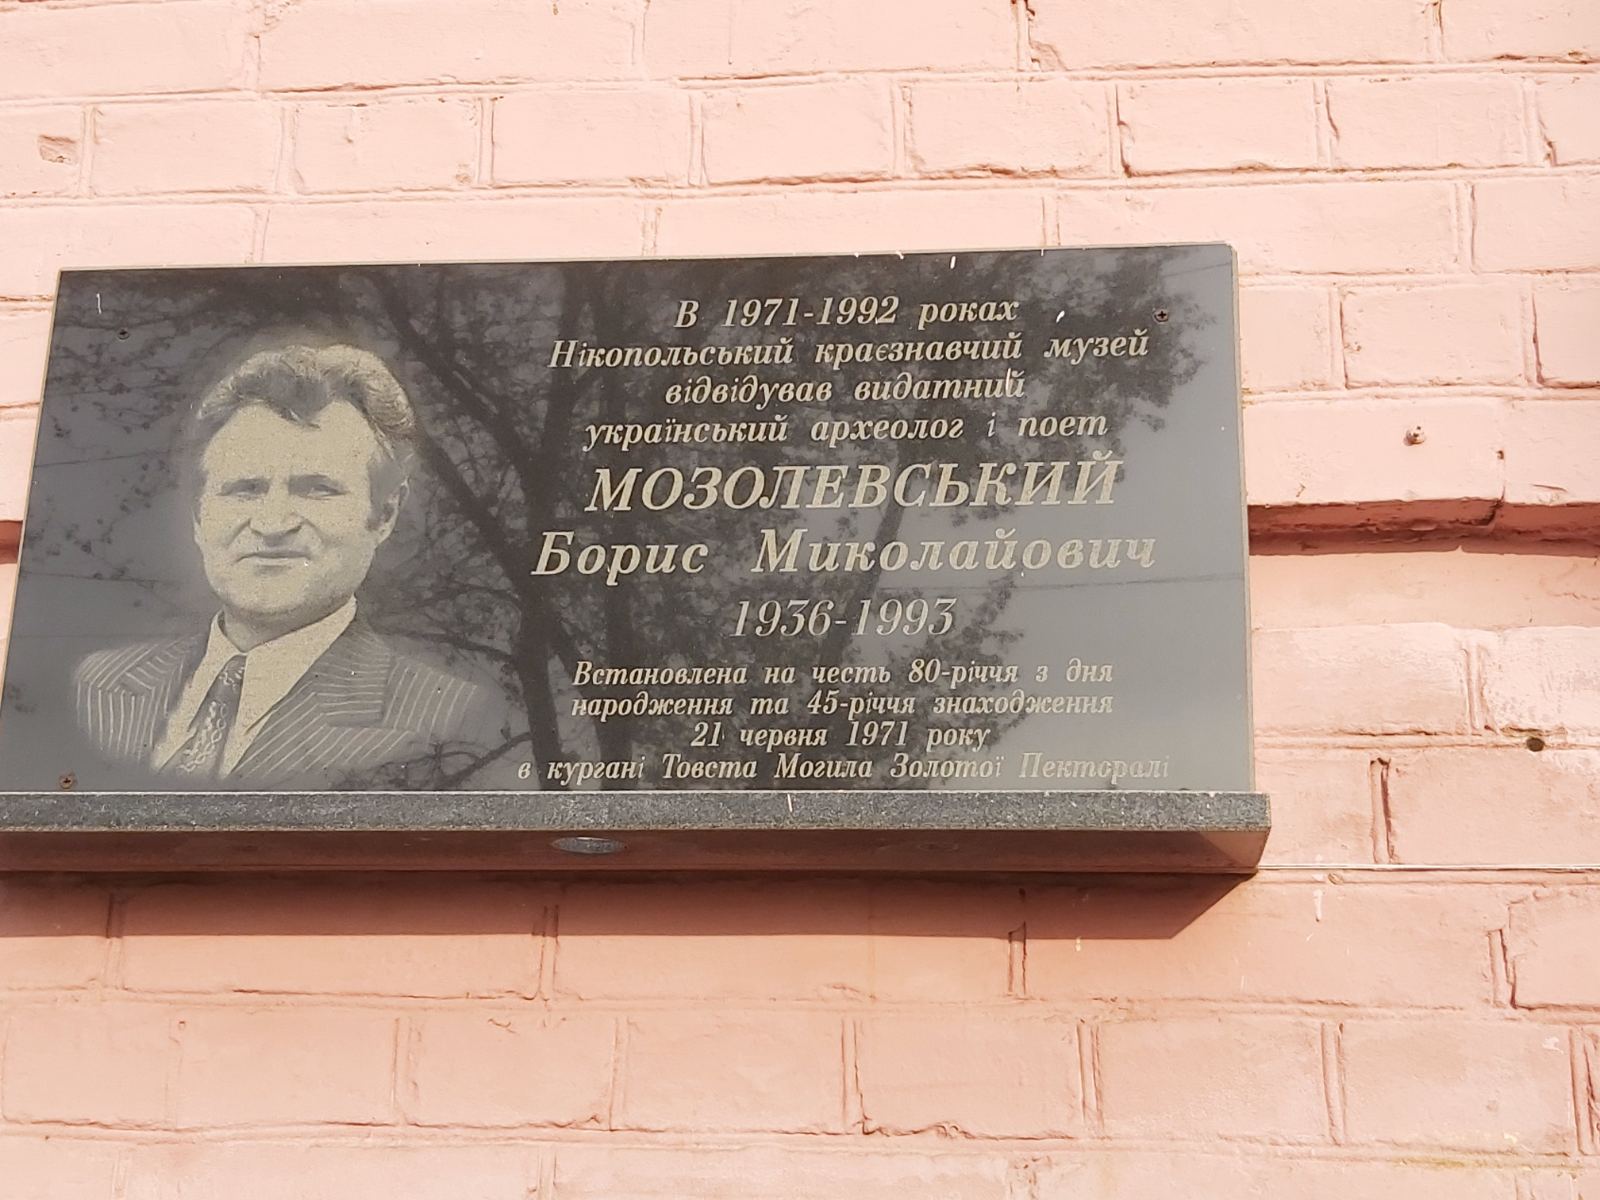 В 1971-1992 роках
Нікопольський краєзнавчий музей
відвідував видатний
український археолог і поет
МОЗОЛЕВСЬКИЙ
Борис Миколайович
1936-1993
Встановлена на честь 80-річчя з дня
народження та 45-річчя знаходження
21 червня 1971 року
в кургані Товста Могила Золотої Пекторалі